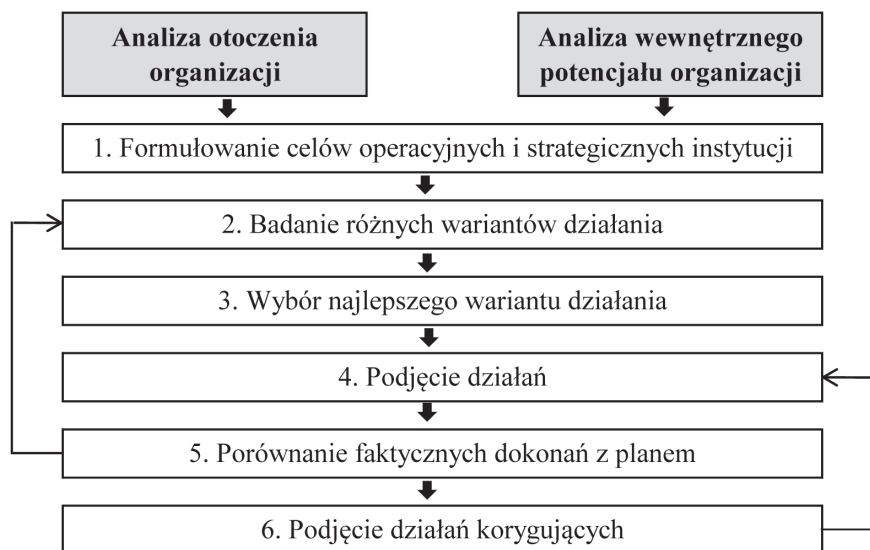 Analiza otoczenia
organizacji
Analiza wewnętrznego
potencjału organizacji
1. Formułowanie celów operacyjnych i strategicznych instytucji
2. Badanie różnych wariantów działania
3. Wybór najlepszego wariantu działania
4. Podjęcie działań
5. Porównanie faktycznych dokonań z planem
6. Podjęcie działań korygujących